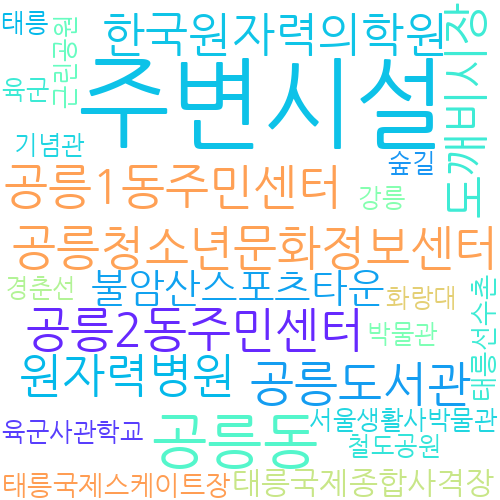 태릉
한국원자력의학원
근린공원
도깨비시장
주변시설
육군
기념관
숲길
공릉1동주민센터
강릉
공릉청소년문화정보센터
경춘선
불암산스포츠타운
화랑대
태릉선수촌
공릉2동주민센터
박물관
원자력병원
공릉도서관
육군사관학교
공릉동
서울생활사박물관
철도공원
태릉국제스케이트장
태릉국제종합사격장